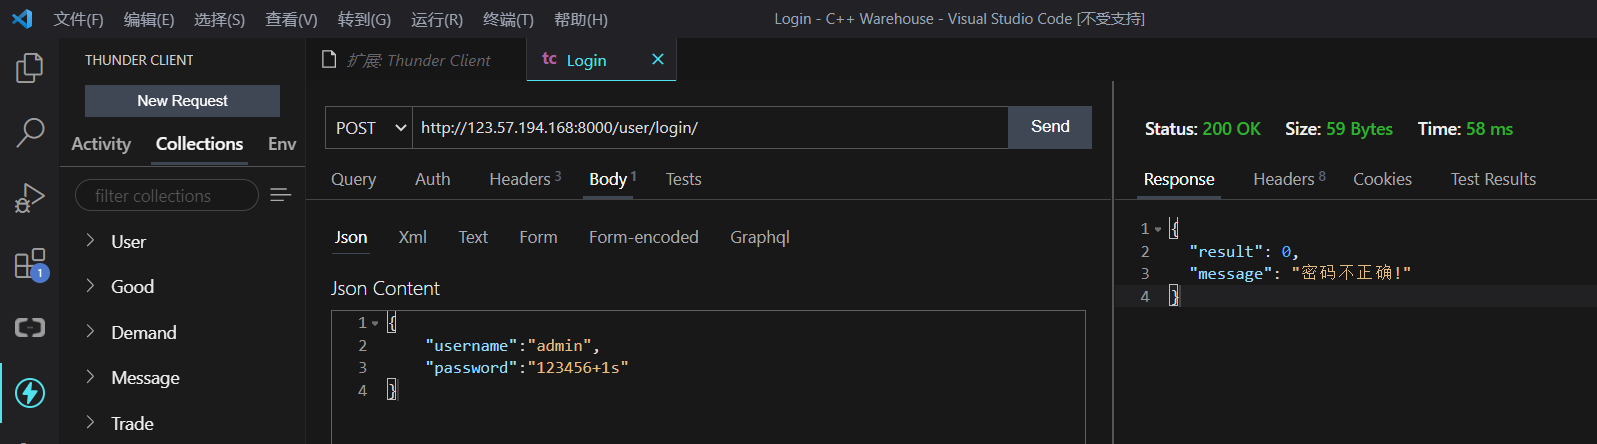 文件(F) 编辑(E) 选择(S) 查看(V) 转到(G) 运行(R) 终端(T) 帮助(H) Login - C++ Warehouse - Visual Studio Code [不受支持]
THUNDER CLIENT
New Request
Activity Collections Env
filter collections
User
Good
Demand
Message
Trade
1
扩展: Thunder Client
tc Login
POST http://123.57.194.168:8000/user/login/ Send
Query Auth Headers 3 Body 1 Tests
Json Xml Text Form Form-encoded Graphql
Json Content
1 {
2 "username":"admin",
3 "password":"123456+1s"
4 }
Status: 200 OK Size: 59 Bytes Time: 58 ms
Response Headers 8 Cookies Test Results
1 {
2 "result": 0,
3 "message": "密码不正确!"
4 }